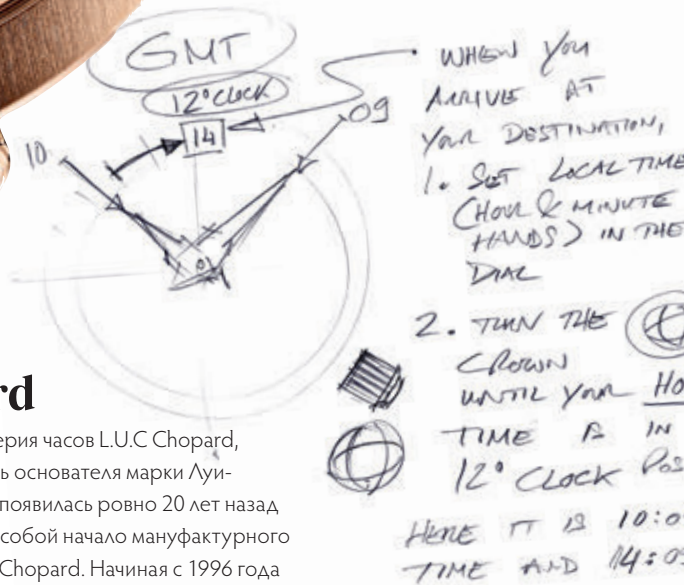 GMT
12° CLOCK
14
10
09
WHEN YOU
ARRIVE AT
YOUR DESTINATION,
1. SET LOCAL TIME
(HOUR & MINUTE
HANDS) IN THE
DIAL
2. TURN THE
CROWN
UNTIL YOUR HO
TIME IS IN
12° CLOCK POS
HERE IT IS 10:0
TIME AND 14:09
rd
ерия часов L.U.C Chopard,
ь основателя марки Луи-
появилась ровно 20 лет назад
собой начало мануфактурного
Chopard. Начиная с 1996 года